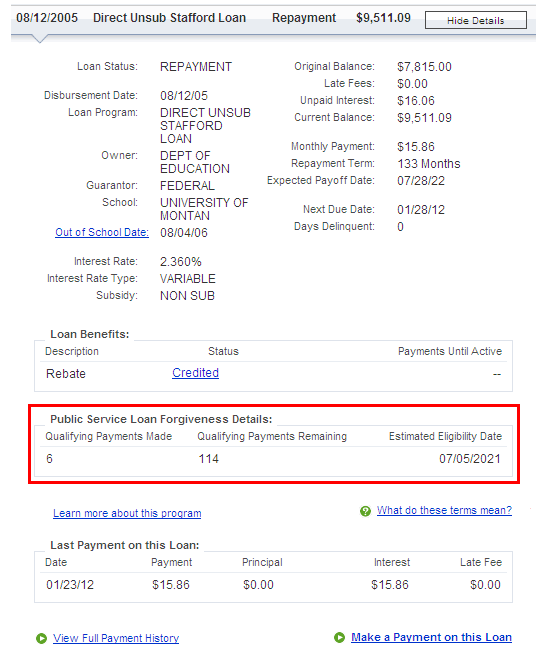 08/12/2005 Direct Unsub Stafford Loan Repayment $9,511.09 Hide Details
Loan Status: REPAYMENT Original Balance: $7,815.00
Late Fees: $0.00
Disbursement Date: 08/12/05 Unpaid Interest: $16.06
Loan Program: DIRECT UNSUB STAFFORD LOAN Current Balance: $9,511.09
Monthly Payment: $15.86
Owner: DEPT OF EDUCATION Repayment Term: 133 Months
Guarantor: FEDERAL Expected Payoff Date: 07/28/22
School: UNIVERSITY OF MONTAN Next Due Date: 01/28/12
Out of School Date: 08/04/06 Days Delinquent: 0
Interest Rate: 2.360%
Interest Rate Type: VARIABLE
Subsidy: NON SUB
Loan Benefits:
Description Status Payments Until Active
Rebate Credited --
Public Service Loan Forgiveness Details:
Qualifying Payments Made Qualifying Payments Remaining Estimated Eligibility Date
6 114 07/05/2021
Learn more about this program What do these terms mean?
Last Payment on this Loan:
Date Payment Principal Interest Late Fee
01/23/12 $15.86 $0.00 $15.86 $0.00
View Full Payment History Make a Payment on this Loan